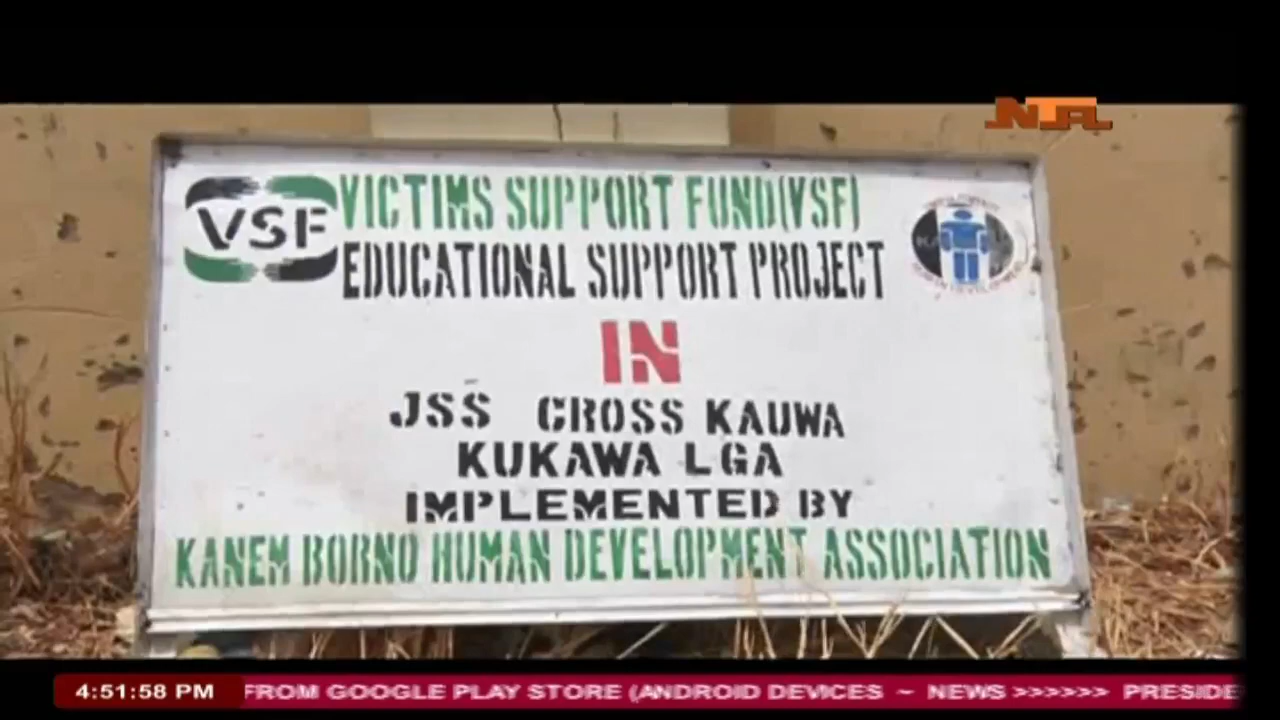 NTA
VSF
VICTIMS SUPPORT FUND(VSF)
EDUCATIONAL SUPPORT PROJECT
IN
JSS CROSS KAUWA
KUKAWA LGA
IMPLEMENTED BY
KANEM BORNO HUMAN DEVELOPMENT ASSOCIATION
4:51:58 PM
FROM GOOGLE PLAY STORE (ANDROID DEVICES ~ NEWS >>>>>> PRESIDE